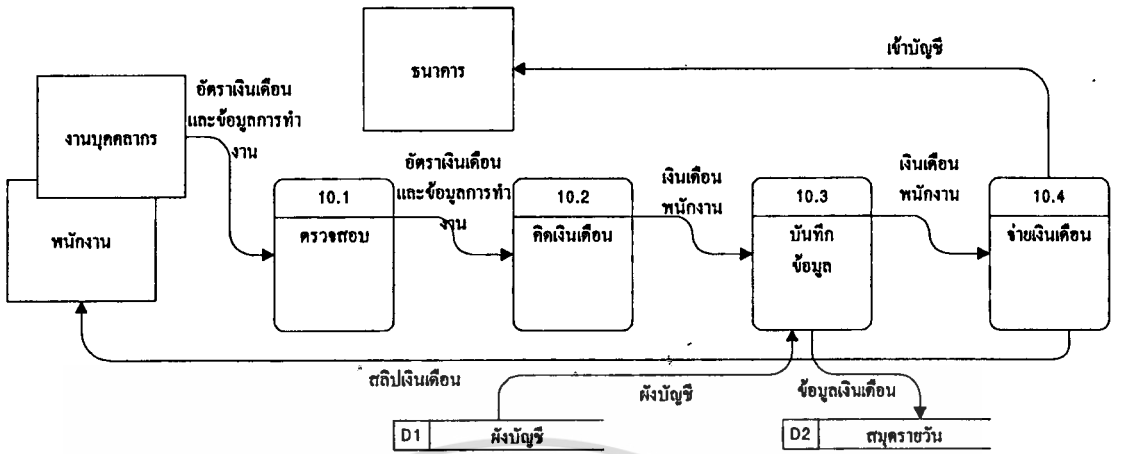 ธนาคาร
เข้าบัญชี
งานบุคคลากร
อัตราเงินเดือน
และข้อมูลการทำ
งาน
พนักงาน
10.1
ตรวจสอบ
อัตราเงินเดือน
และข้อมูลการทำ
งาน
10.2
คิดเงินเดือน
เงินเดือน
พนักงาน
10.3
บันทึก
ข้อมูล
เงินเดือน
พนักงาน
10.4
จ่ายเงินเดือน
สลิปเงินเดือน
ผังบัญชี
ข้อมูลเงินเดือน
D1 ผังบัญชี
D2 สมุดรายวัน